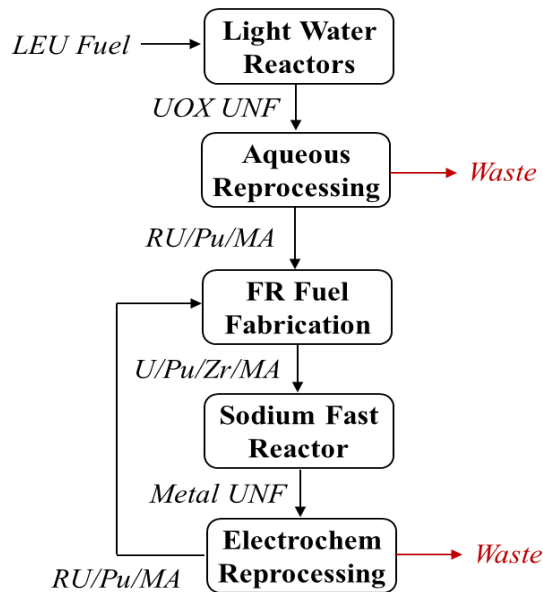 LEU Fuel
Light Water
Reactors
UOX UNF
Aqueous
Reprocessing
Waste
RU/Pu/MA
FR Fuel
Fabrication
U/Pu/Zr/MA
Sodium Fast
Reactor
Metal UNF
Electrochem
Reprocessing
Waste
RU/Pu/MA